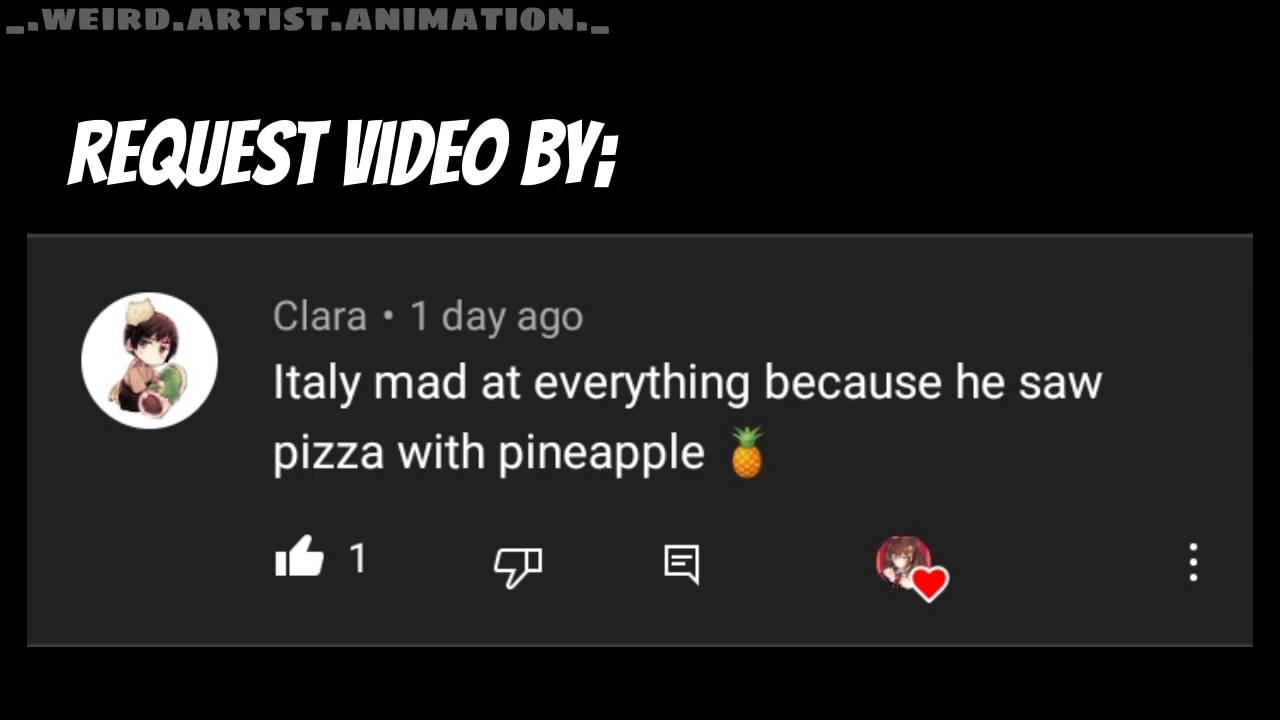 _.WEIRD.ARTIST.ANIMATION._
REQUEST VIDEO BY;
Clara • 1 day ago
Italy mad at everything because he saw
pizza with pineapple 🍍
1